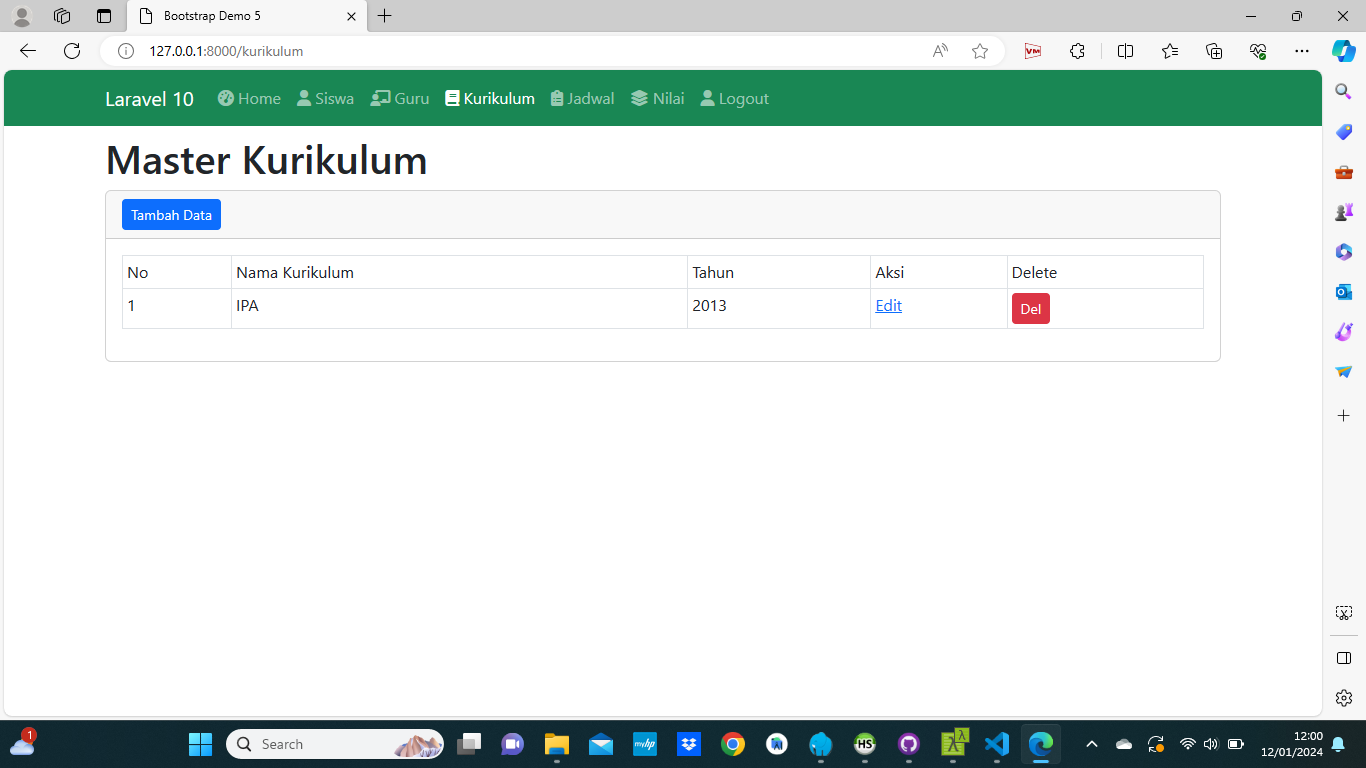 Bootstrap Demo 5
127.0.0.1:8000/kurikulum
Laravel 10 Home Siswa Guru Kurikulum Jadwal Nilai Logout
Master Kurikulum
Tambah Data
No Nama Kurikulum Tahun Aksi Delete
1 IPA 2013 Edit Del
1
Search
12:00
12/01/2024
VM
myhp
HS